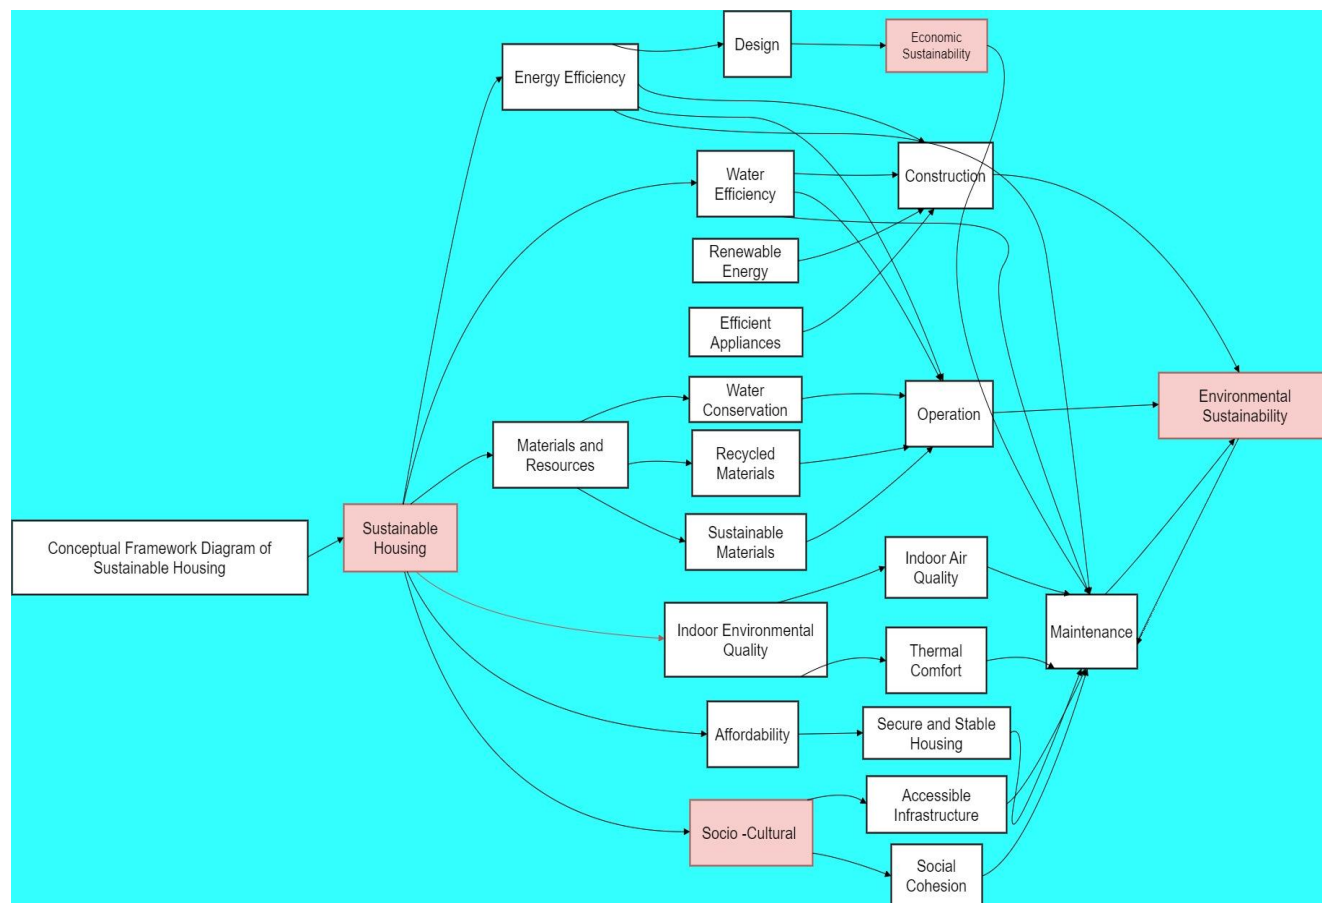 Design
Economic
Sustainability
Energy Efficiency
Water
Efficiency
Construction
Renewable
Energy
Efficient
Appliances
Water
Conservation
Operation
Environmental
Sustainability
Materials and
Resources
Recycled
Materials
Sustainable
Materials
Sustainable
Housing
Conceptual Framework Diagram of
Sustainable Housing
Indoor Air
Quality
Indoor Environmental
Quality
Maintenance
Thermal
Comfort
Affordability
Secure and Stable
Housing
Accessible
Infrastructure
Socio -Cultural
Social
Cohesion